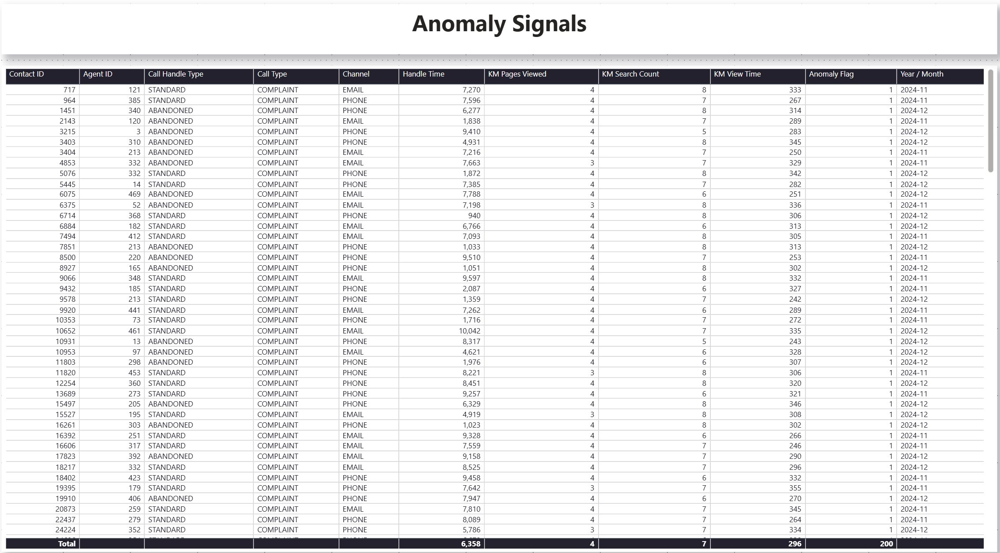 Anomaly Signals
Contact ID Agent ID Call Handle Type Call Type Channel Handle Time KM Pages Viewed KM Search Count KM View Time Anomaly Flag Year / Month
717 121 STANDARD COMPLAINT EMAIL 7,270 4 8 333 1 2024-11
964 385 STANDARD COMPLAINT PHONE 7,596 4 7 267 1 2024-11
1451 340 ABANDONED COMPLAINT PHONE 6,277 4 8 314 1 2024-12
2143 120 ABANDONED COMPLAINT EMAIL 1,838 4 7 289 1 2024-11
3215 3 ABANDONED COMPLAINT PHONE 9,410 4 5 283 1 2024-12
3403 310 ABANDONED COMPLAINT PHONE 4,931 4 8 345 1 2024-12
3404 213 ABANDONED COMPLAINT EMAIL 7,216 4 7 250 1 2024-11
4853 332 ABANDONED COMPLAINT EMAIL 7,663 3 7 329 1 2024-11
5076 332 STANDARD COMPLAINT PHONE 1,872 4 8 342 1 2024-12
5445 14 STANDARD COMPLAINT PHONE 7,385 4 7 282 1 2024-12
6075 469 ABANDONED COMPLAINT EMAIL 7,788 4 6 251 1 2024-12
6375 52 ABANDONED COMPLAINT EMAIL 7,198 3 8 336 1 2024-11
6714 368 STANDARD COMPLAINT PHONE 940 4 8 306 1 2024-12
6884 182 STANDARD COMPLAINT EMAIL 6,766 4 6 313 1 2024-12
7494 412 STANDARD COMPLAINT EMAIL 7,093 4 8 305 1 2024-11
7851 213 ABANDONED COMPLAINT PHONE 1,033 4 8 313 1 2024-12
8500 220 ABANDONED COMPLAINT PHONE 9,510 4 7 253 1 2024-11
8927 165 ABANDONED COMPLAINT PHONE 1,051 4 8 302 1 2024-12
9066 348 STANDARD COMPLAINT EMAIL 9,597 4 8 332 1 2024-11
9432 185 STANDARD COMPLAINT PHONE 2,087 4 6 327 1 2024-11
9578 213 STANDARD COMPLAINT PHONE 1,359 4 7 242 1 2024-12
9920 441 STANDARD COMPLAINT EMAIL 7,262 4 6 289 1 2024-11
10353 73 STANDARD COMPLAINT PHONE 1,716 4 7 272 1 2024-11
10652 461 STANDARD COMPLAINT EMAIL 10,042 4 7 335 1 2024-12
10931 13 ABANDONED COMPLAINT PHONE 8,317 4 5 243 1 2024-12
10953 97 ABANDONED COMPLAINT EMAIL 4,621 4 6 328 1 2024-12
11803 298 ABANDONED COMPLAINT PHONE 1,976 4 6 307 1 2024-12
11820 453 STANDARD COMPLAINT PHONE 8,221 3 8 306 1 2024-11
12254 360 STANDARD COMPLAINT PHONE 8,451 4 8 320 1 2024-12
13689 273 STANDARD COMPLAINT PHONE 9,257 4 6 321 1 2024-11
15497 205 ABANDONED COMPLAINT PHONE 6,329 4 8 346 1 2024-12
15527 195 STANDARD COMPLAINT EMAIL 4,919 3 8 308 1 2024-12
16261 303 ABANDONED COMPLAINT PHONE 1,023 4 8 302 1 2024-12
16392 251 STANDARD COMPLAINT EMAIL 9,328 4 6 266 1 2024-11
16606 317 STANDARD COMPLAINT EMAIL 7,559 4 7 246 1 2024-11
17823 392 ABANDONED COMPLAINT EMAIL 9,158 4 7 290 1 2024-12
18217 332 STANDARD COMPLAINT EMAIL 8,525 4 7 296 1 2024-12
18402 423 STANDARD COMPLAINT PHONE 9,458 4 6 332 1 2024-11
19395 179 STANDARD COMPLAINT PHONE 7,642 3 7 355 1 2024-11
19910 406 ABANDONED COMPLAINT PHONE 7,947 4 6 270 1 2024-12
20873 259 STANDARD COMPLAINT EMAIL 7,810 4 7 345 1 2024-11
22437 279 STANDARD COMPLAINT PHONE 8,089 4 7 264 1 2024-11
24224 352 STANDARD COMPLAINT PHONE 5,786 3 7 334 1 2024-12
Total 6,358 4 7 296 200